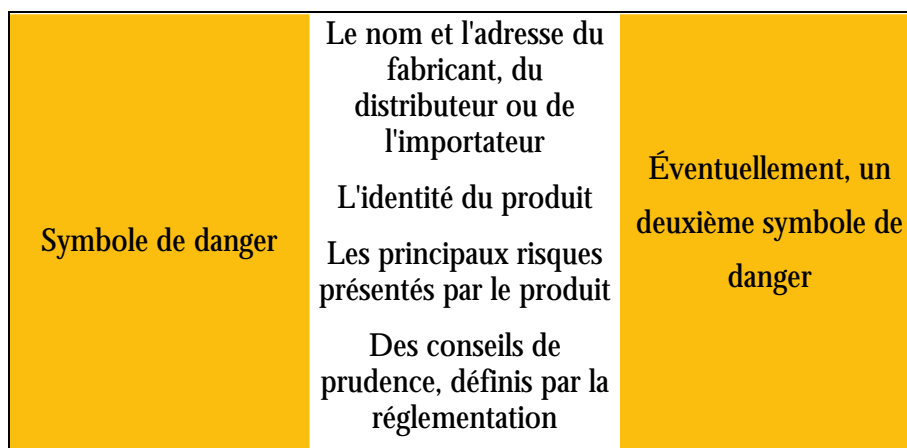 Symbole de danger
Le nom et l'adresse du
fabricant, du
distributeur ou de
l'importateur
L'identité du produit
Les principaux risques
présentés par le produit
Des conseils de
prudence, définis par la
réglementation
Éventuellement, un
deuxième symbole de
danger